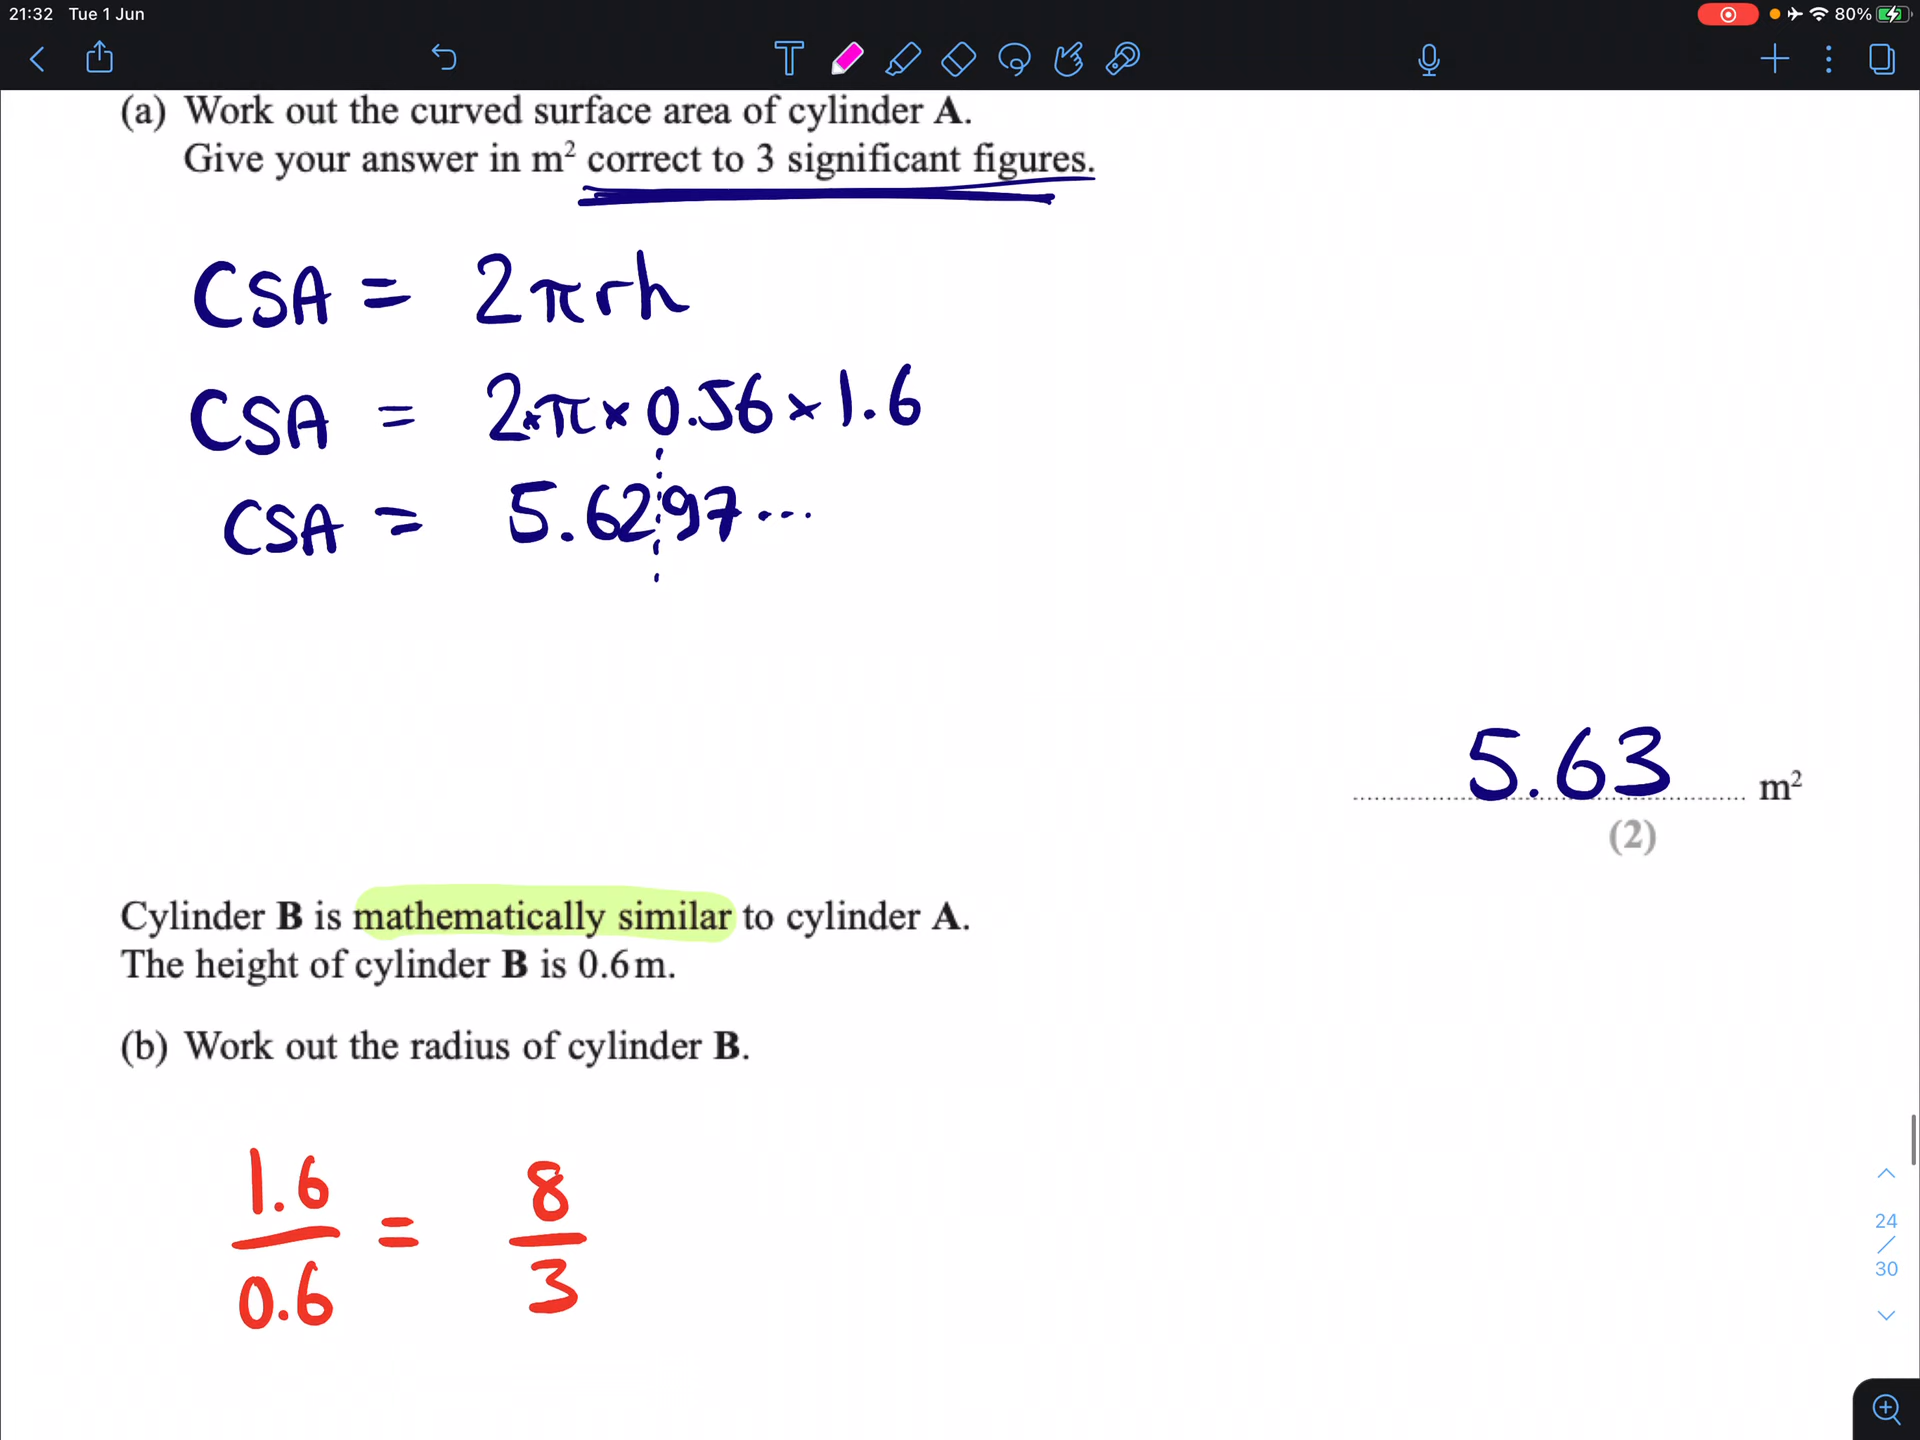 21:32 Tue 1 Jun
80%
(a) Work out the curved surface area of cylinder A.
Give your answer in m² correct to 3 significant figures.
CSA = 2πrh
CSA = 2×π×0.56×1.6
CSA = 5.6297...
5.63 m²
(2)
Cylinder B is mathematically similar to cylinder A.
The height of cylinder B is 0.6 m.
(b) Work out the radius of cylinder B.
1.6/0.6 = 8/3
24/30